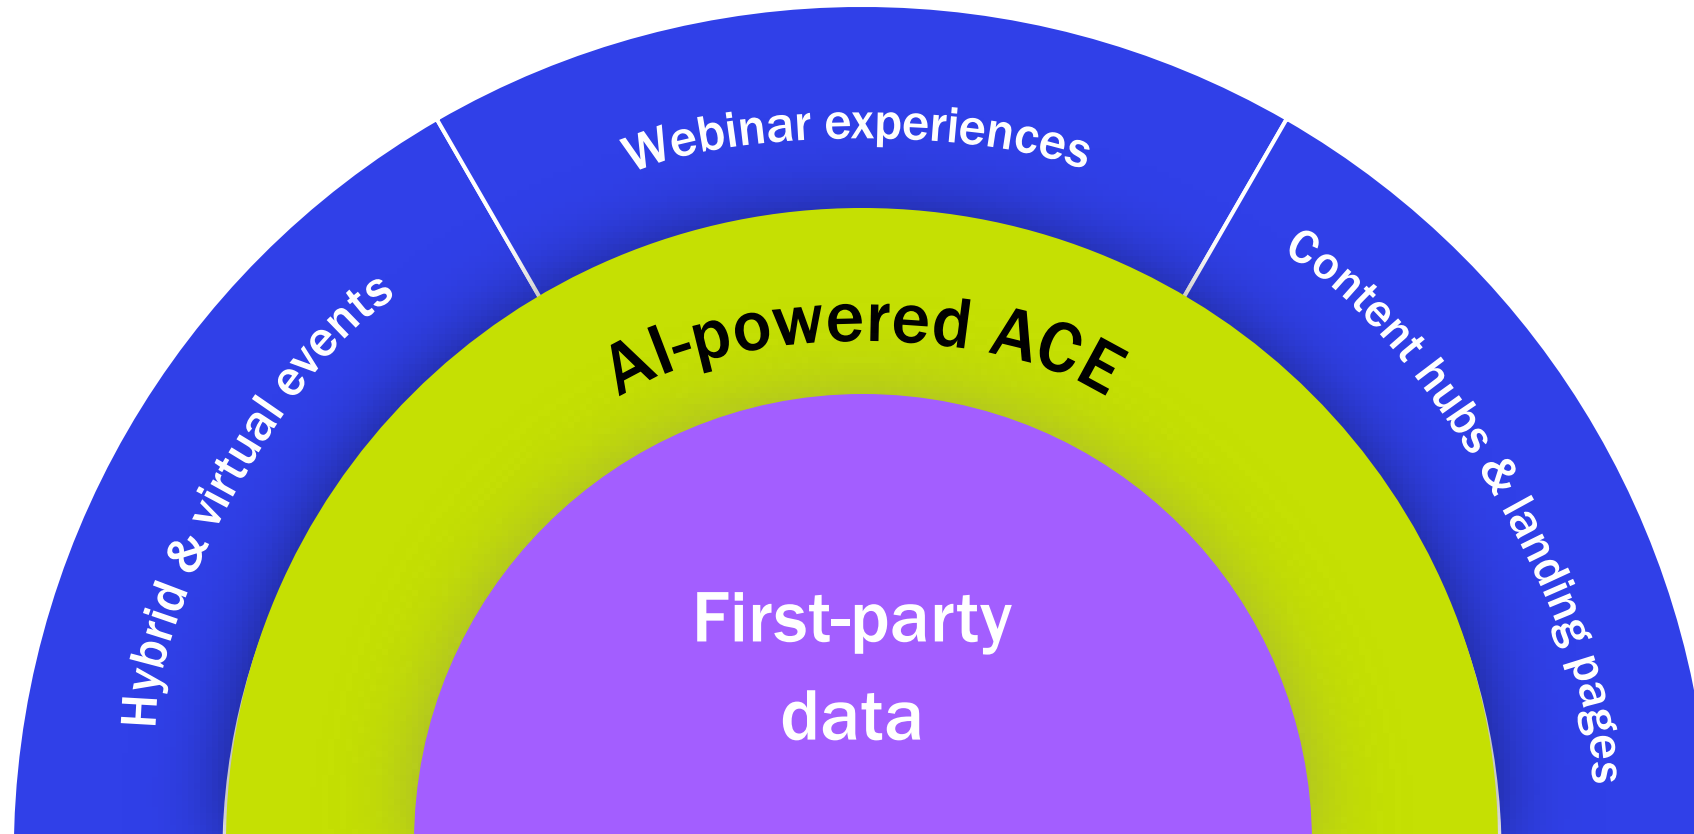 Webinar experiences
Hybrid & virtual events
Content hubs & landing pages
AI-powered ACE
First-party
data